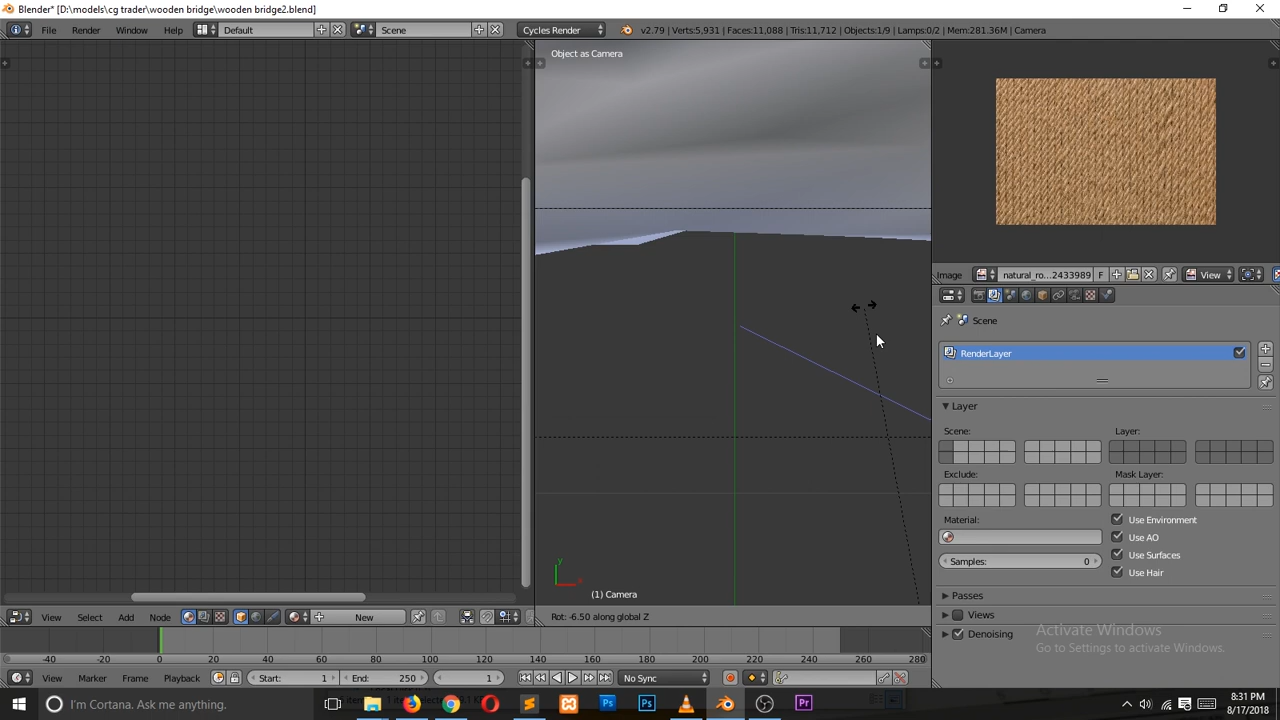 Blender* [D:\models\cg trader\wooden bridge\wooden bridge2.blend]
File Render Window Help Default Scene Cycles Render v2.79 | Verts:5,931 | Faces:11,088 | Tris:11,712 | Objects:1/9 | Lamps:0/2 | Mem:281.36M | Camera
Object as Camera
Image natural_ro...2433989 F View
Scene
RenderLayer
Layer
Scene: Layer:
Exclude: Mask Layer:
Material: Use Environment
Use AO
Samples: 0 Use Surfaces
Use Hair
Passes
Views
Denoising
Activate Windows
Go to Settings to activate Windows.
y
x
(1) Camera
View Select Add Node New Rot: -6.50 along global Z
-40 -20 0 20 40 60 80 100 120 140 160 180 200 220 240 260 280
View Marker Frame Playback Start: 1 End: 250 1 No Sync
I'm Cortana. Ask me anything.
8:31 PM
8/17/2018